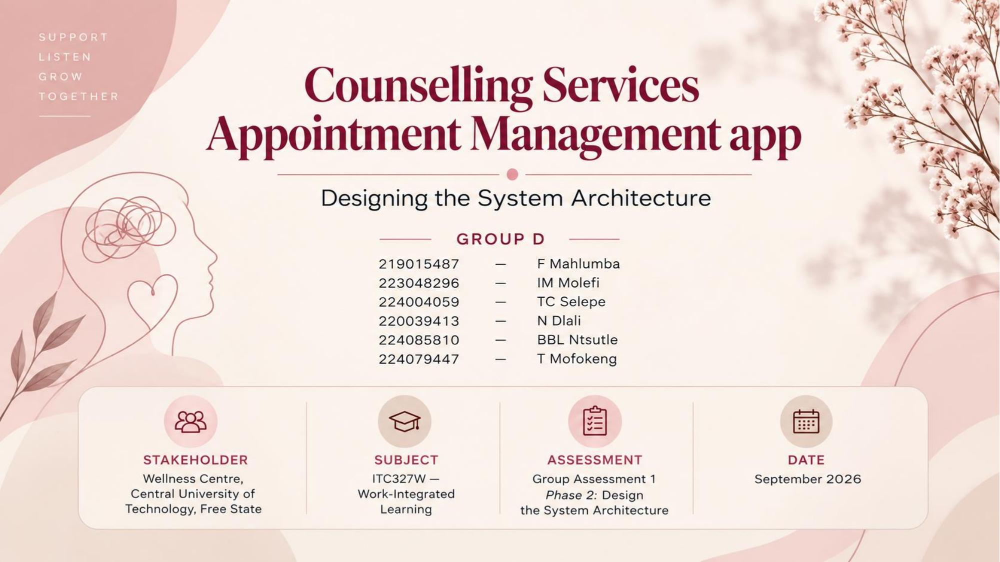 SUPPORT
LISTEN
GROW
TOGETHER
Counselling Services
Appointment Management app
Designing the System Architecture
GROUP D
219015487 — F Mahlumba
223048296 — IM Molefi
224004059 — TC Selepe
220039413 — N Dlali
224085810 — BBL Ntsutle
224079447 — T Mofokeng
STAKEHOLDER
Wellness Centre,
Central University of
Technology, Free State
SUBJECT
ITC327W —
Work-Integrated
Learning
ASSESSMENT
Group Assessment 1
Phase 2: Design
the System Architecture
DATE
September 2026